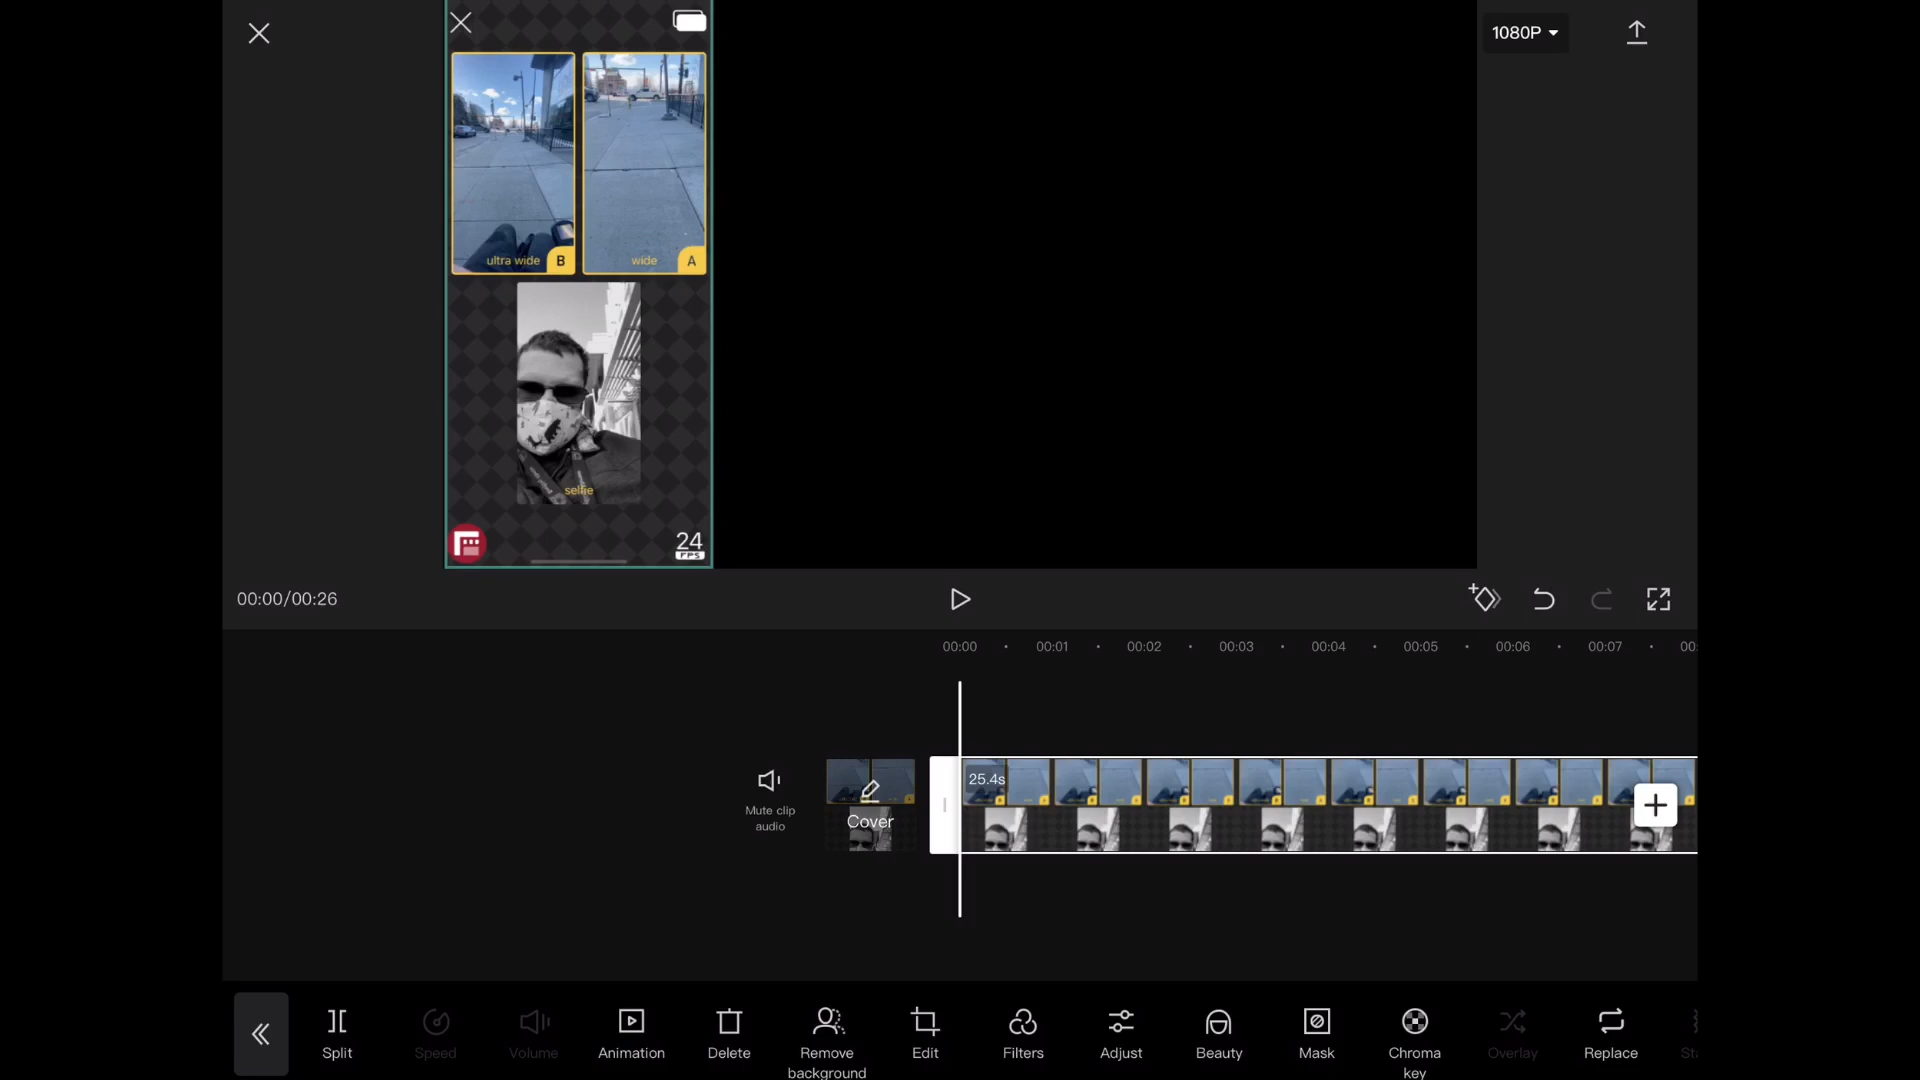 1080P
ultra wide
B
wide
A
selfie
24
FPS
00:00/00:26
00:00
00:01
00:02
00:03
00:04
00:05
00:06
00:07
00:
25.4s
Mute clip
audio
Cover
Split
Speed
Volume
Animation
Delete
Remove
background
Edit
Filters
Adjust
Beauty
Mask
Chroma
key
Overlay
Replace